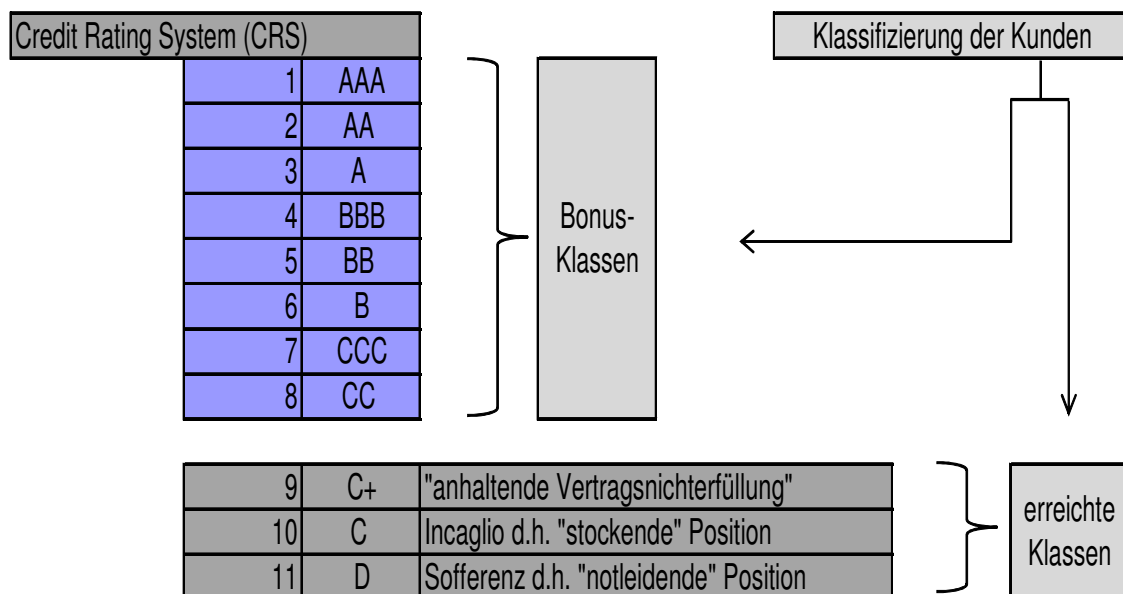 Credit Rating System (CRS)
Klassifizierung der Kunden
1 AAA
2 AA
3 A
4 BBB
5 BB
6 B
7 CCC
8 CC
Bonus-
Klassen
9 C+ "anhaltende Vertragsnichterfüllung"
10 C Incaglio d.h. "stockende" Position
11 D Sofferenz d.h. "notleidende" Position
erreichte
Klassen